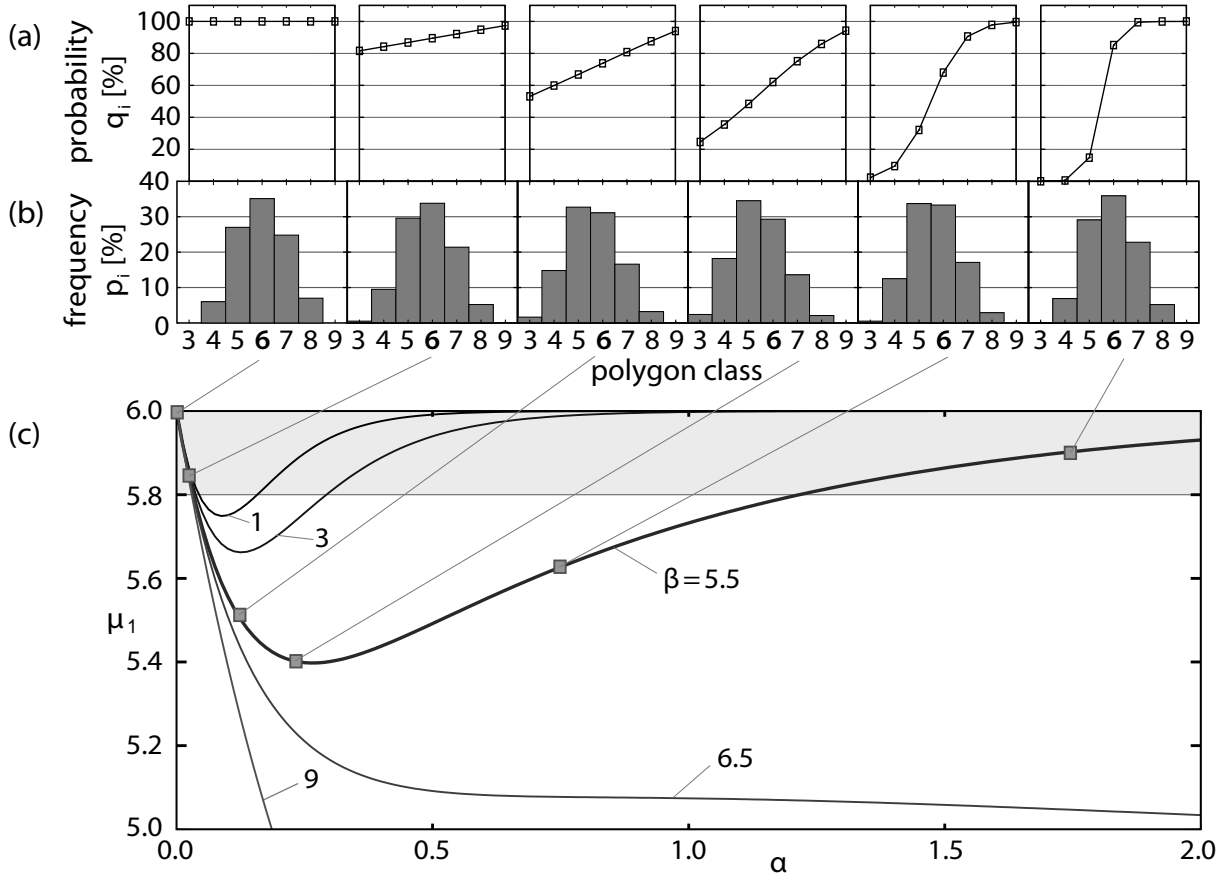 (a)
probability
q i [%]
100
80
60
40
20
(b)
frequency
p i [%]
40
30
20
10
0
3 4 5 6 7 8 9 3 4 5 6 7 8 9 3 4 5 6 7 8 9 3 4 5 6 7 8 9 3 4 5 6 7 8 9 3 4 5 6 7 8 9
polygon class
(c)
μ 1
6.0
5.8
5.6
5.4
5.2
5.0
1
3
β = 5.5
6.5
9
0.0 0.5 1.0 1.5 2.0
α